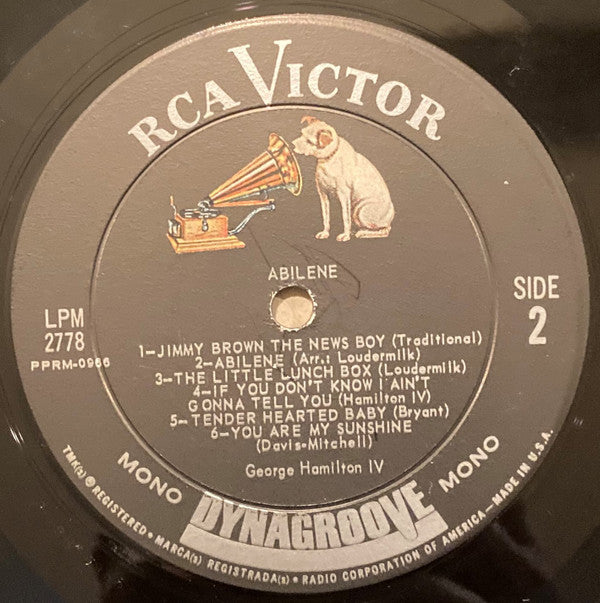 RCA VICTOR
ABILENE
LPM
2778
PPRM-0966
SIDE
2
1-JIMMY BROWN THE NEWS BOY (Traditional)
2-ABILENE (Arr.: Loudermilk)
3-THE LITTLE LUNCH BOX (Loudermilk)
4-IF YOU DON'T KNOW I AIN'T
GONNA TELL YOU (Hamilton IV)
5-TENDER HEARTED BABY (Bryant)
6-YOU ARE MY SUNSHINE
(Davis-Mitchell)
George Hamilton IV
MONO
DYNAGROOVE
MONO
TMK(s) ® REGISTERED • MARCA(s) REGISTRADA(s) • RADIO CORPORATION OF AMERICA-MADE IN U.S.A.